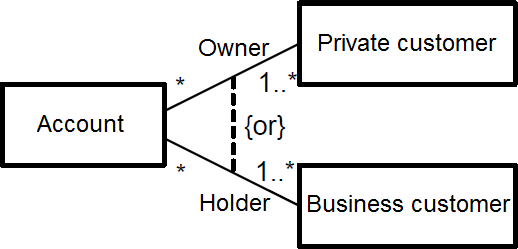 Owner
Private customer
*
1..*
Account
{or}
*
1..*
Holder
Business customer